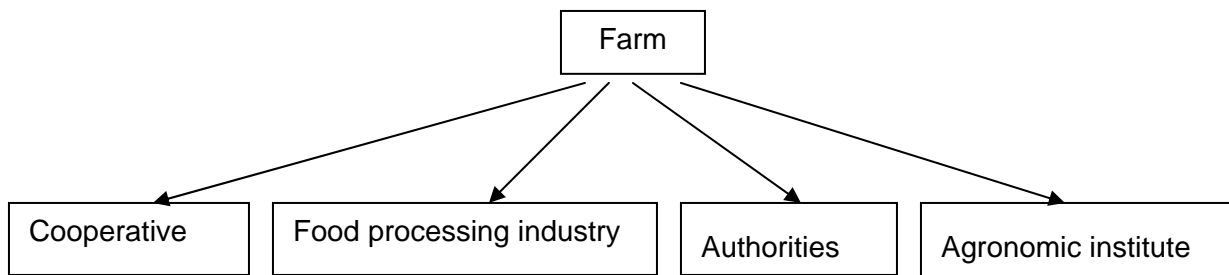 Farm
Cooperative
Food processing industry
Authorities
Agronomic institute